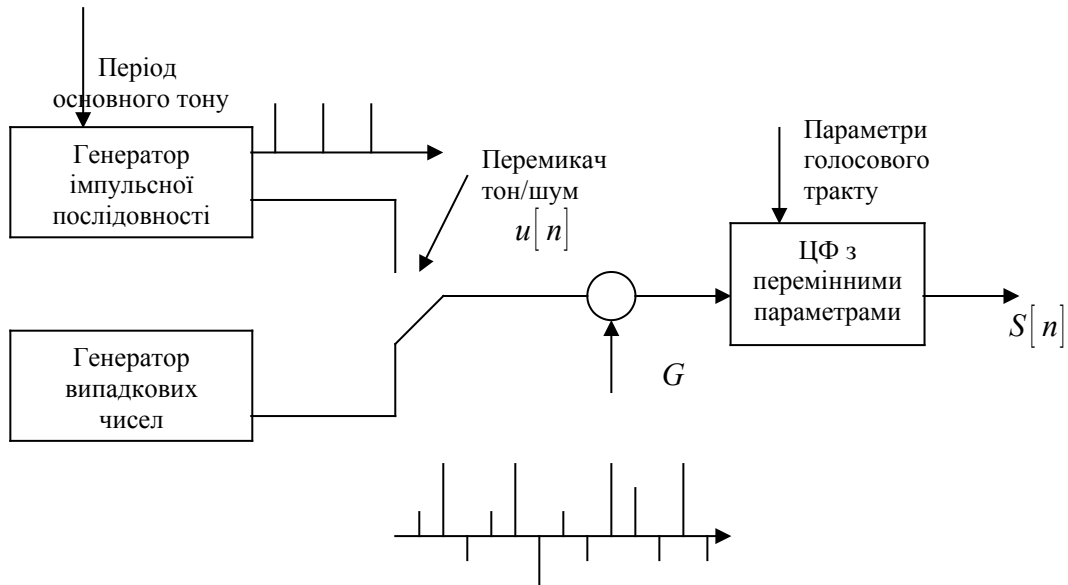 Період
основного тону
Генератор
імпульсної
послідовності
Перемикач
тон/шум
u[n]
Параметри
голосового
тракту
ЦФ з
перемінними
параметрами
S[n]
Генератор
випадкових
чисел
G